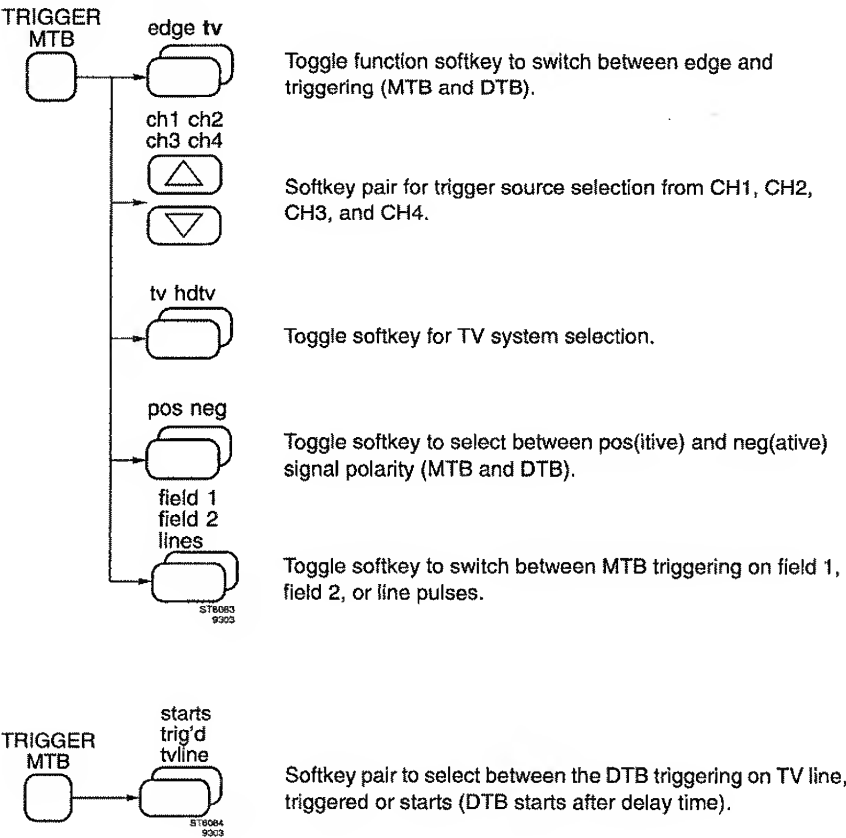 TRIGGER
MTB
edge tv
Toggle function softkey to switch between edge and
triggering (MTB and DTB).
ch1 ch2
ch3 ch4
Softkey pair for trigger source selection from CH1, CH2,
CH3, and CH4.
tv hdtv
Toggle softkey for TV system selection.
pos neg
Toggle softkey to select between pos(itive) and neg(ative)
signal polarity (MTB and DTB).
field 1
field 2
lines
Toggle softkey to switch between MTB triggering on field 1,
field 2, or line pulses.
ST6083
9303
starts
trig'd
tvline
TRIGGER
MTB
Softkey pair to select between the DTB triggering on TV line,
triggered or starts (DTB starts after delay time).
ST6084
9303